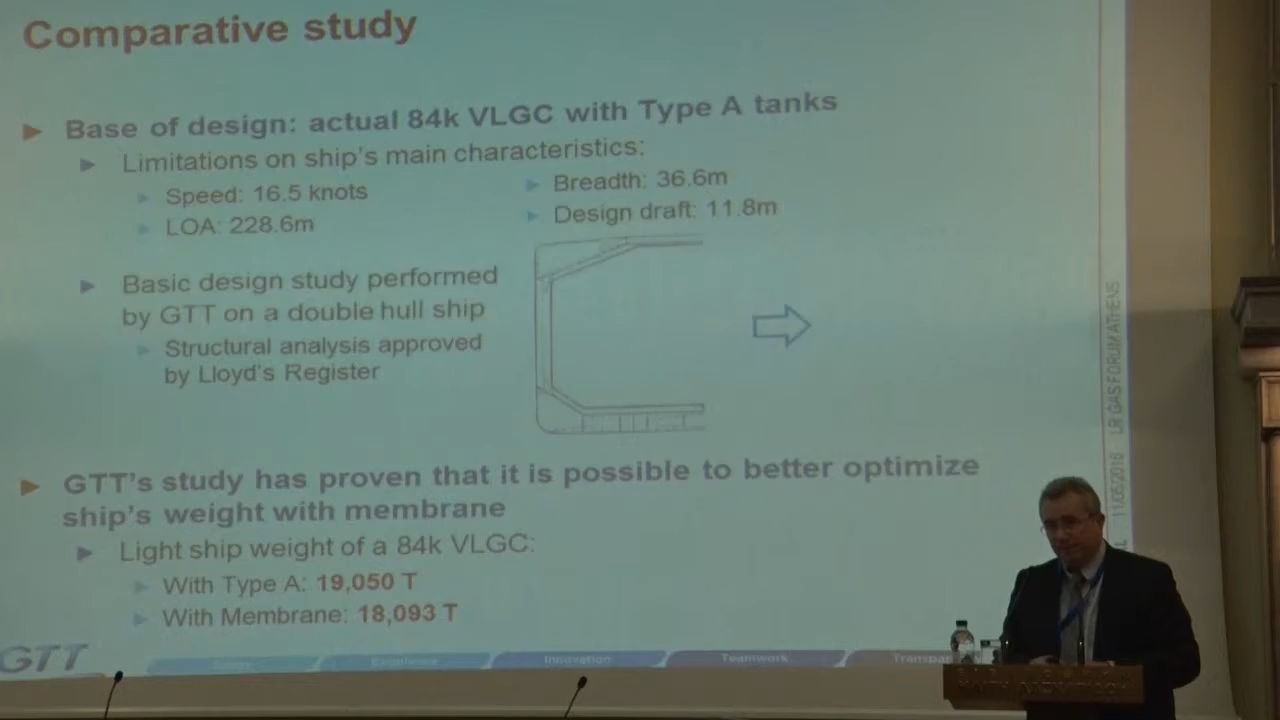 Comparative study
Base of design: actual 84k VLGC with Type A tanks
Limitations on ship's main characteristics:
Speed: 16.5 knots
Breadth: 36.6m
LOA: 228.6m
Design draft: 11.8m
Basic design study performed
by GTT on a double hull ship
Structural analysis approved
by Lloyd's Register
GTT's study has proven that it is possible to better optimize
ship's weight with membrane
Light ship weight of a 84k VLGC:
With Type A: 19,050 T
With Membrane: 18,093 T
GTT
Excellence
Innovation
Teamwork
11/05/2016
LR GAS FORUM ATHENS